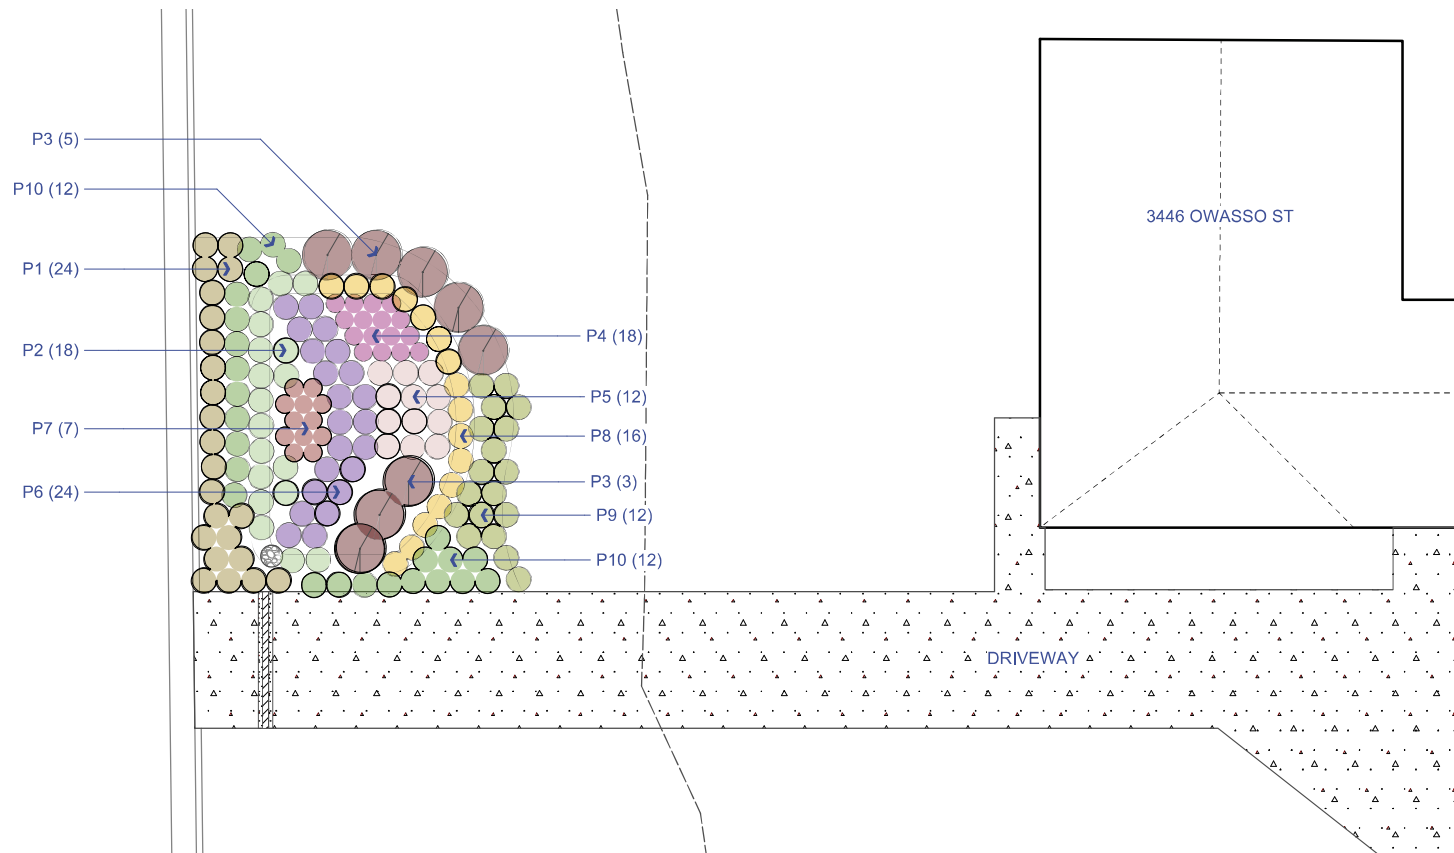 P3 (5)
P10 (12)
P1 (24)
P2 (18)
P7 (7)
P6 (24)
P4 (18)
P5 (12)
P8 (16)
P3 (3)
P9 (12)
P10 (12)
3446 OWASSO ST
DRIVEWAY